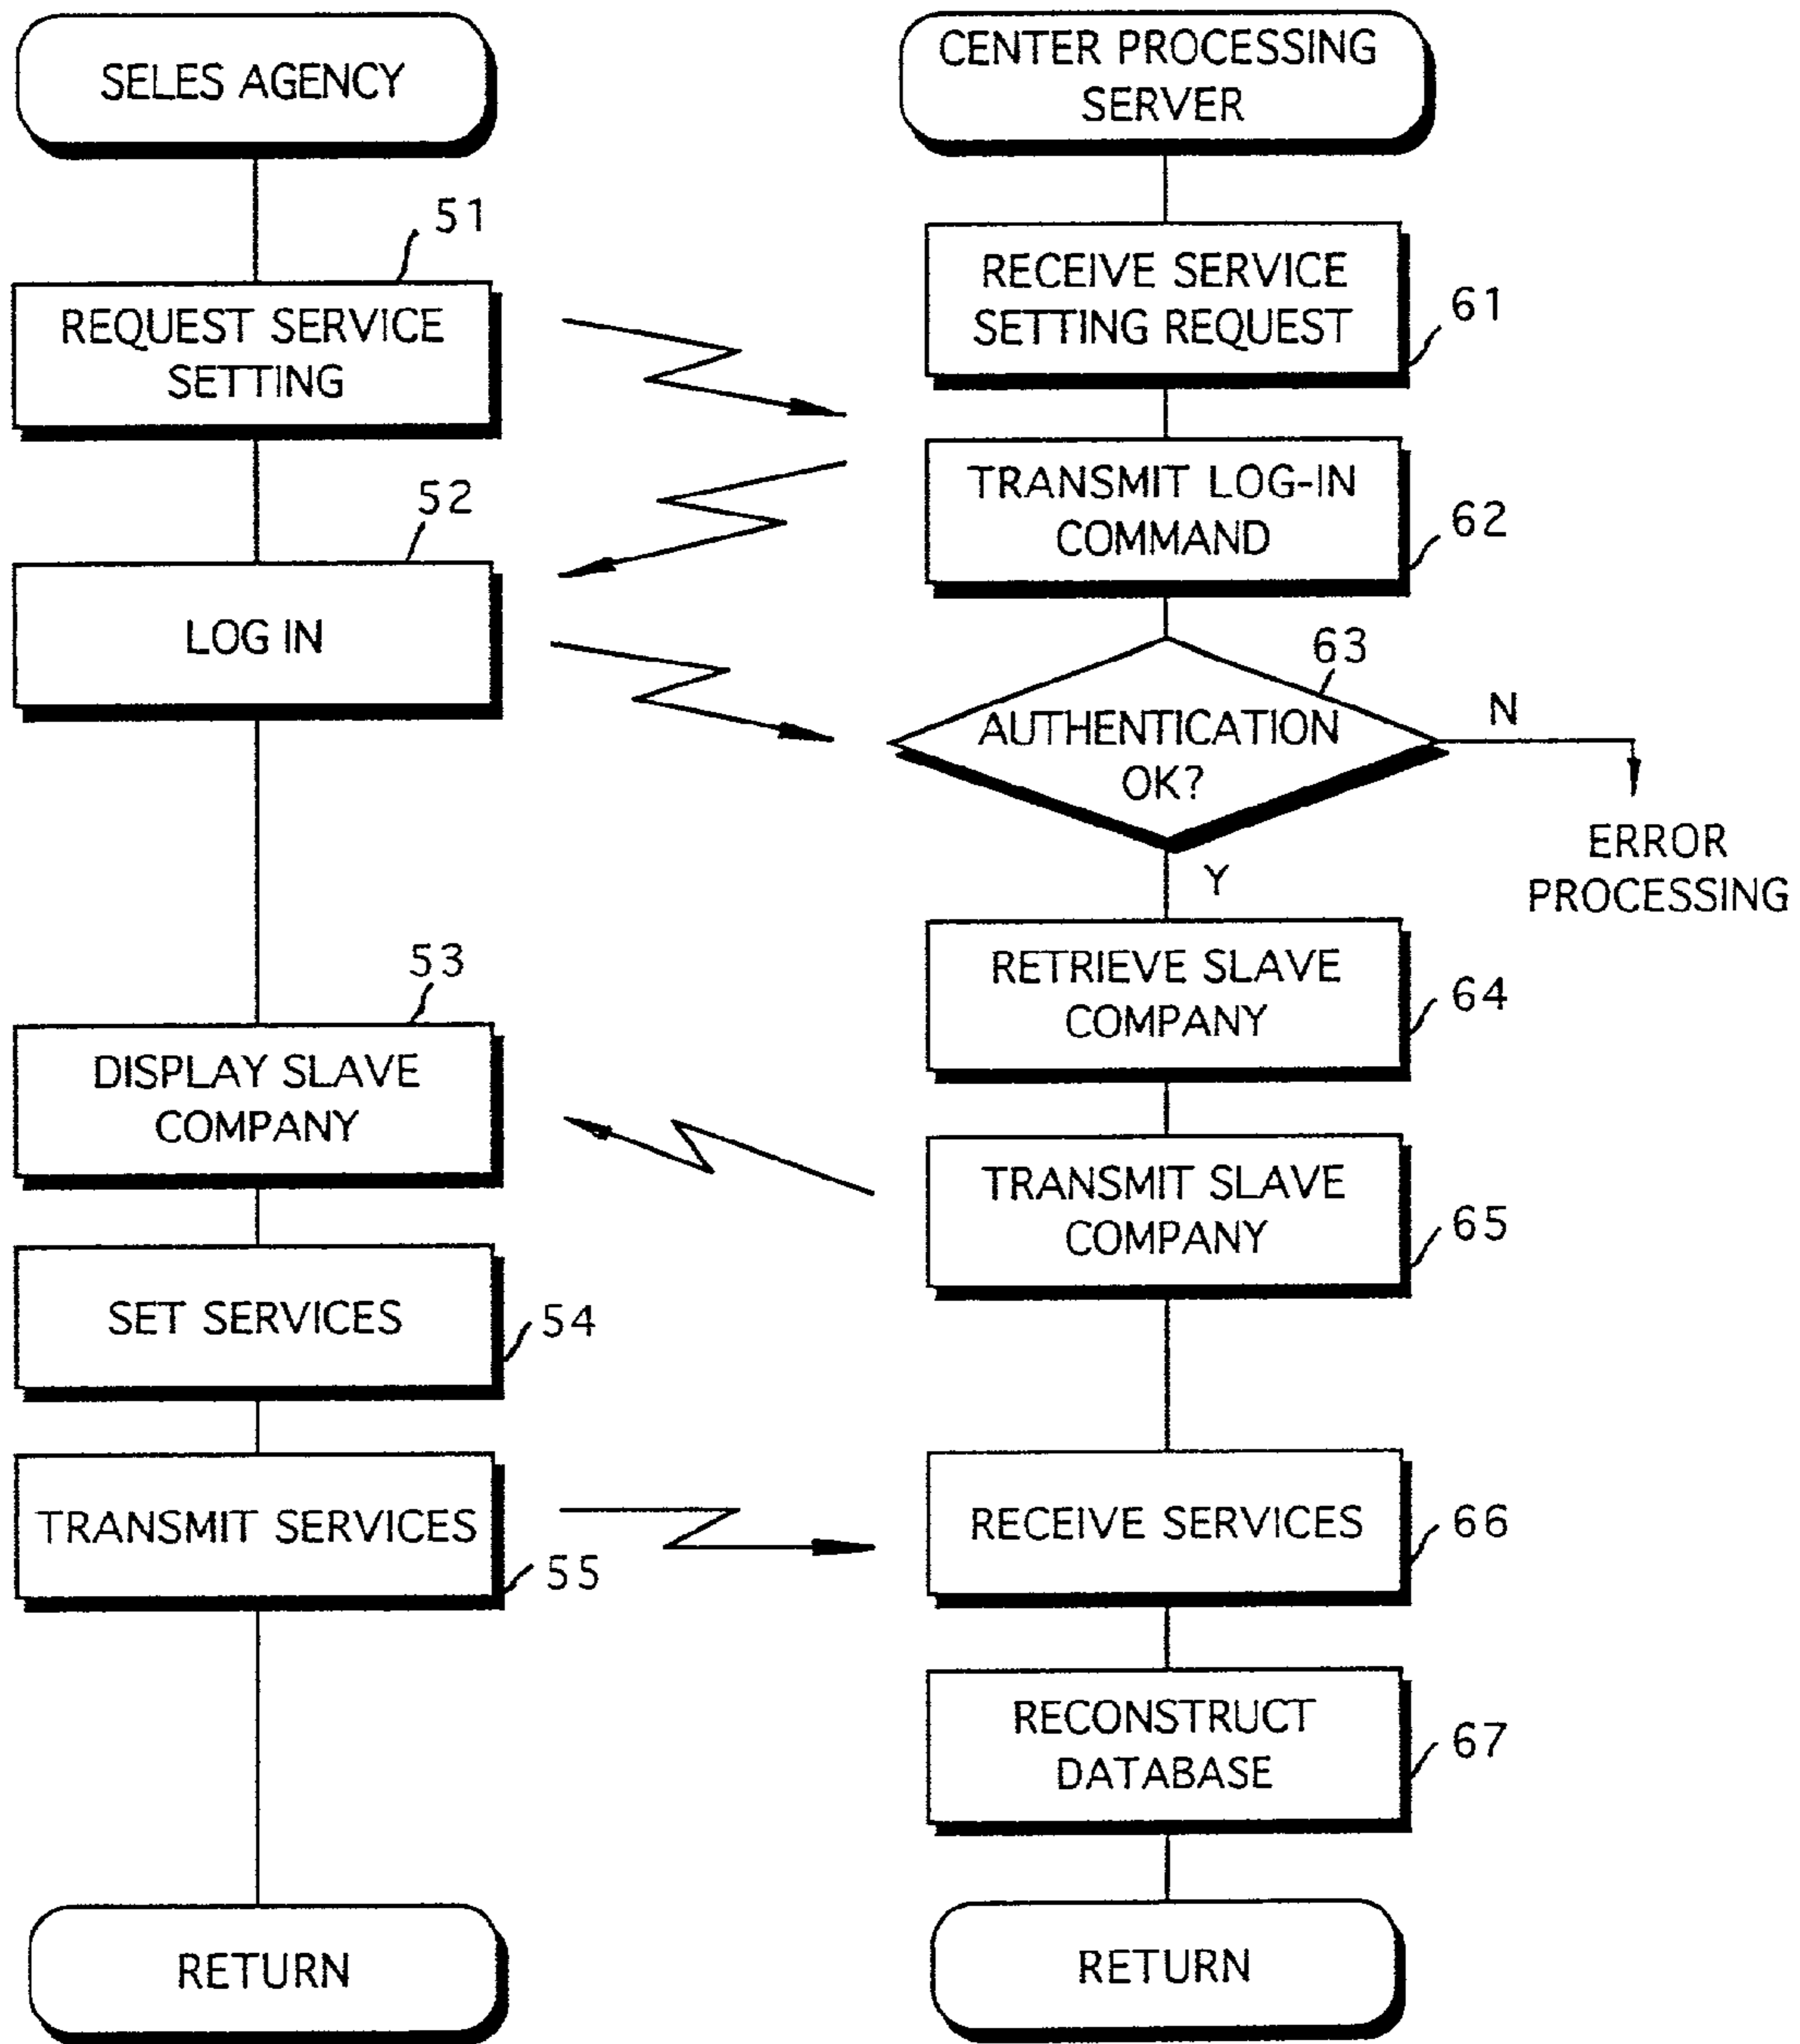 SELES AGENCY
51
REQUEST SERVICE
SETTING
52
LOG IN
53
DISPLAY SLAVE
COMPANY
SET SERVICES
54
TRANSMIT SERVICES
55
RETURN
CENTER PROCESSING
SERVER
RECEIVE SERVICE
SETTING REQUEST
61
TRANSMIT LOG-IN
COMMAND
62
63
AUTHENTICATION
OK?
N
ERROR
PROCESSING
Y
RETRIEVE SLAVE
COMPANY
64
TRANSMIT SLAVE
COMPANY
65
RECEIVE SERVICES
66
RECONSTRUCT
DATABASE
67
RETURN